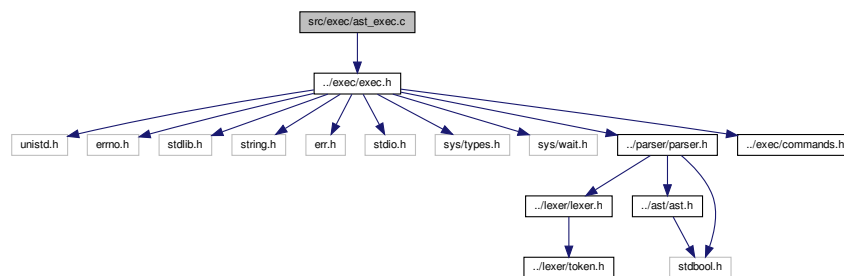 src/exec/ast_exec.c
../exec/exec.h
unistd.h
errno.h
stdlib.h
string.h
err.h
stdio.h
sys/types.h
sys/wait.h
../parser/parser.h
../exec/commands.h
../lexer/lexer.h
../ast/ast.h
../lexer/token.h
stdbool.h